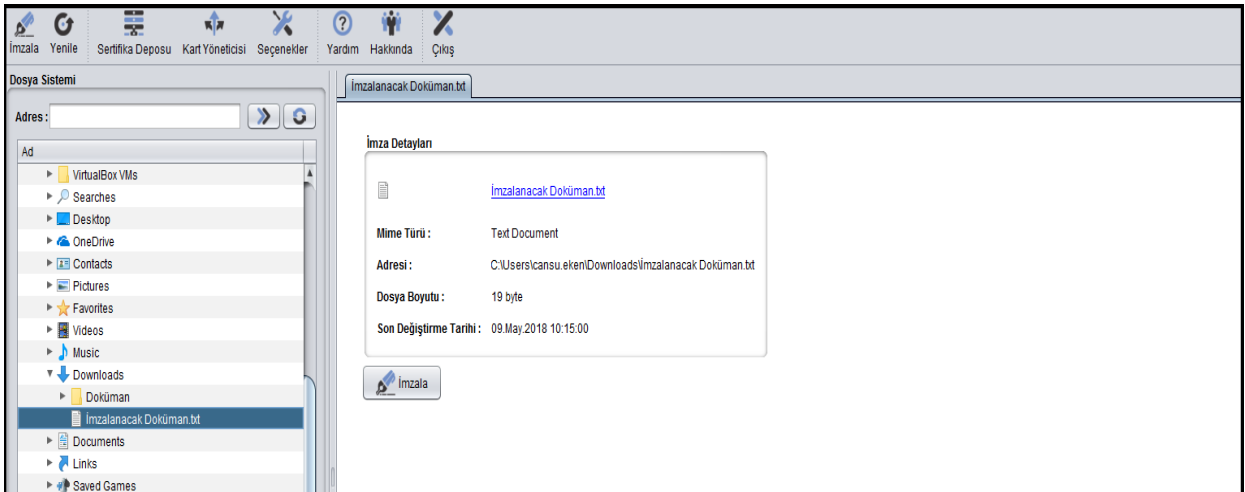 İmzala Yenile Sertifika Deposu Kart Yöneticisi Seçenekler Yardım Hakkında Çıkış
Dosya Sistemi
Adres :
Ad
VirtualBox VMs
Searches
Desktop
OneDrive
Contacts
Pictures
Favorites
Videos
Music
Downloads
Doküman
İmzalanacak Doküman.txt
Documents
Links
Saved Games
İmzalanacak Doküman.txt
İmza Detayları
İmzalanacak Doküman.txt
Mime Türü : Text Document
Adresi : C:\Users\cansu.eken\Downloads\İmzalanacak Doküman.txt
Dosya Boyutu : 19 byte
Son Değiştirme Tarihi : 09.May.2018 10:15:00
İmzala